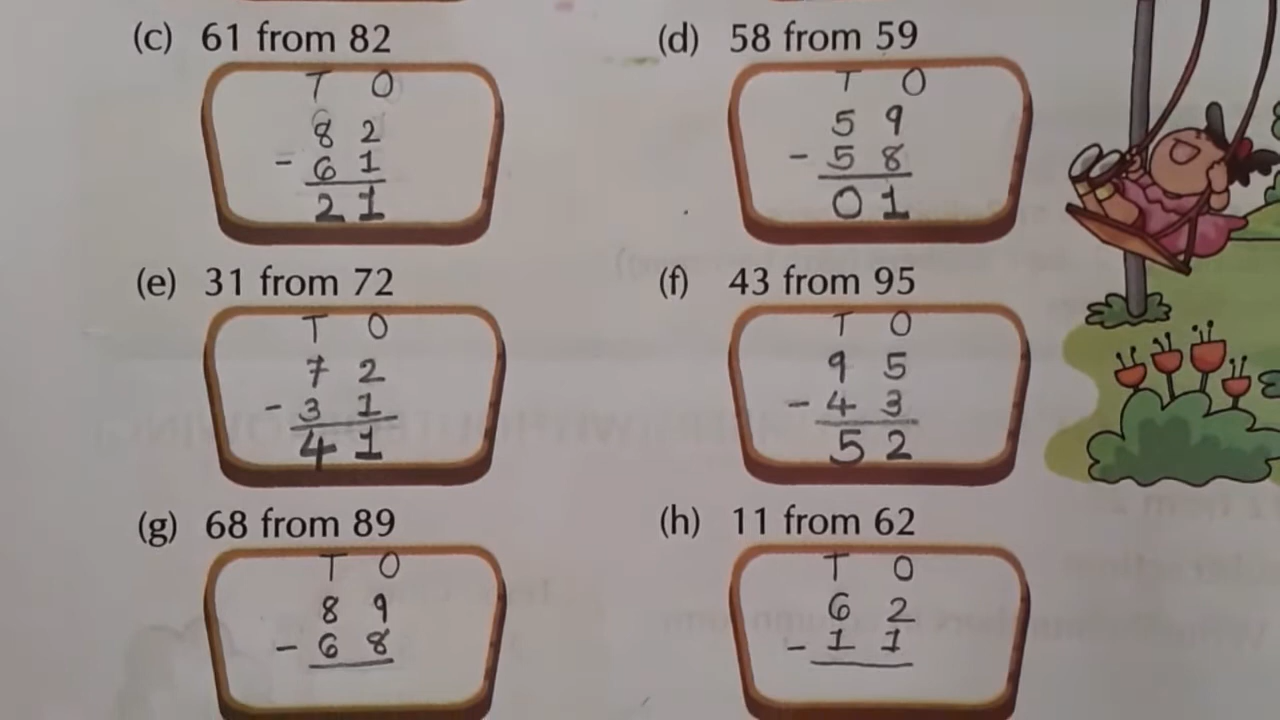 (c) 61 from 82
T O
8 2
- 6 1
2 1
(d) 58 from 59
T O
5 9
- 5 8
0 1
(e) 31 from 72
T O
7 2
- 3 1
4 1
(f) 43 from 95
T O
9 5
- 4 3
5 2
(g) 68 from 89
T O
8 9
- 6 8
(h) 11 from 62
T O
6 2
- 1 1